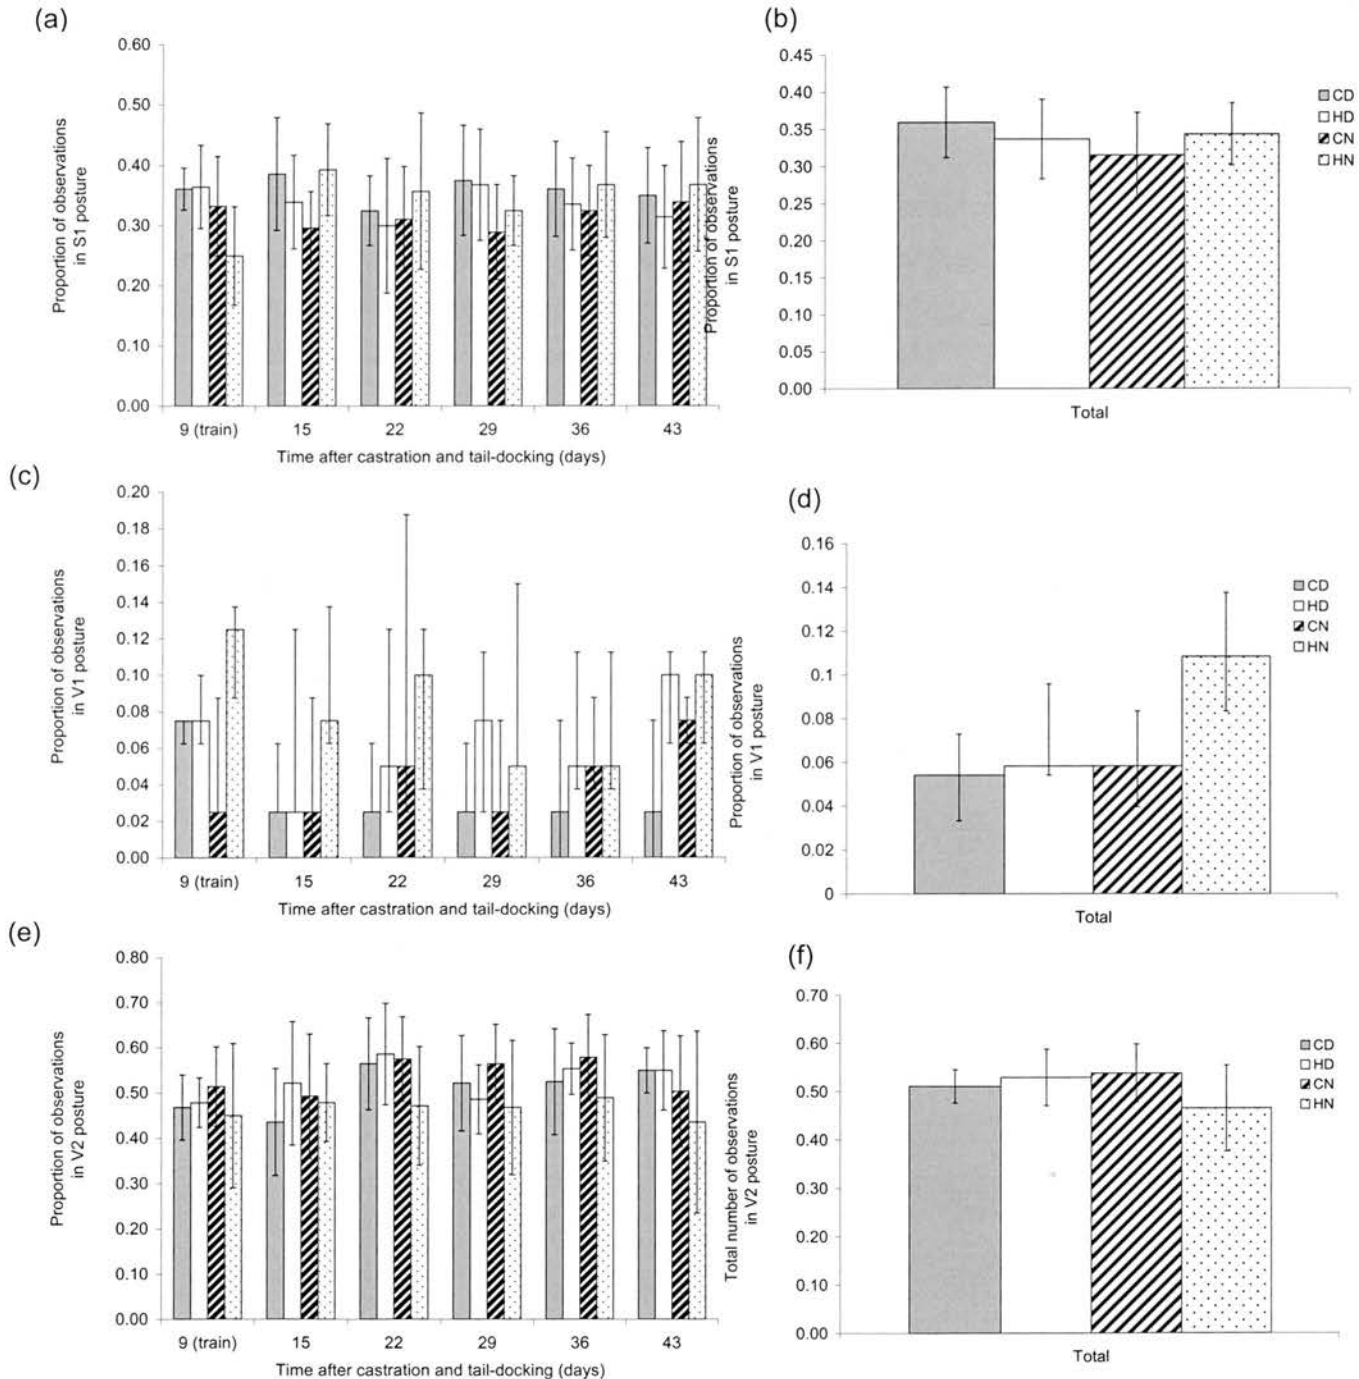 (a)
0.60
0.50
0.40
0.30
0.20
0.10
0.00
Proportion of observations
in S1 posture
9 (train) 15 22 29 36 43
Time after castration and tail-docking (days)
(b)
0.45
0.40
0.35
0.30
0.25
0.20
0.15
0.10
0.05
0.00
Proportion of observations
in S1 posture
Total
CD
HD
CN
HN
(c)
0.20
0.18
0.16
0.14
0.12
0.10
0.08
0.06
0.04
0.02
0.00
Proportion of observations
in V1 posture
9 (train) 15 22 29 36 43
Time after castration and tail-docking (days)
(d)
0.16
0.14
0.12
0.1
0.08
0.06
0.04
0.02
0
Proportion of observations
in V1 posture
Total
CD
HD
CN
HN
(e)
0.80
0.70
0.60
0.50
0.40
0.30
0.20
0.10
0.00
Proportion of observations
in V2 posture
9 (train) 15 22 29 36 43
Time after castration and tail-docking (days)
(f)
0.70
0.60
0.50
0.40
0.30
0.20
0.10
0.00
Total number of observations
in V2 posture
Total
CD
HD
CN
HN